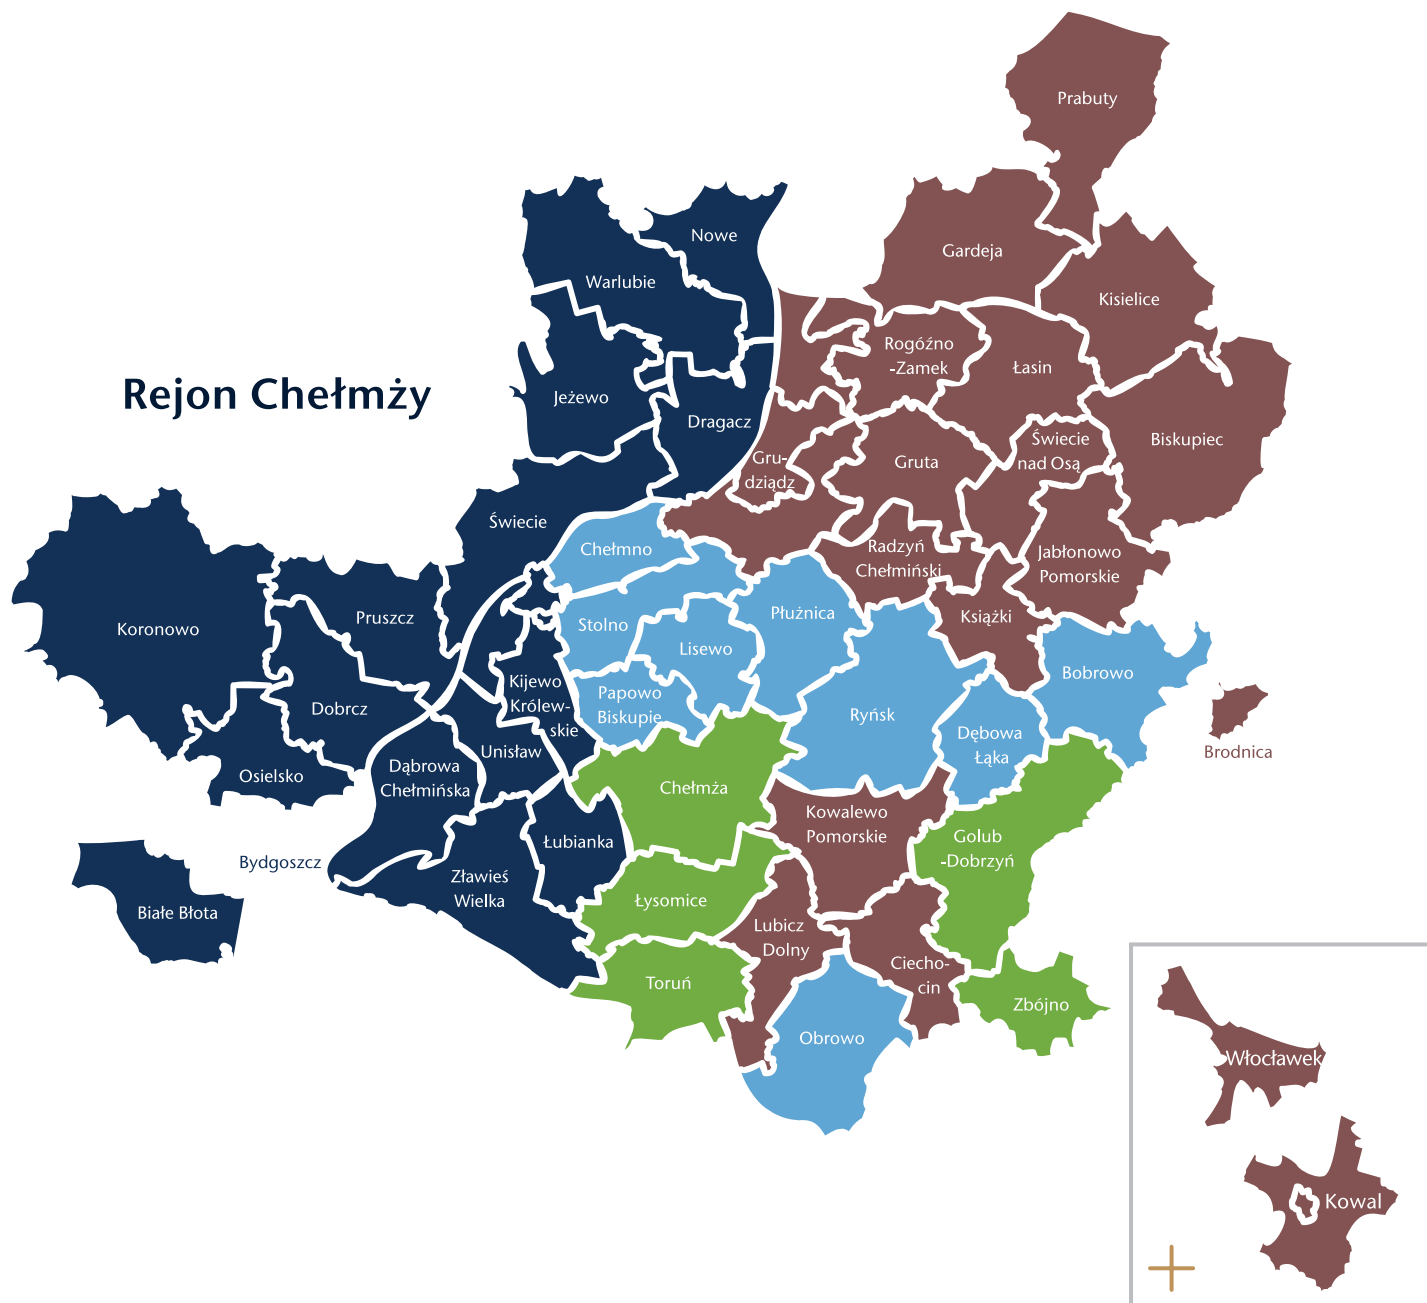 Prabuty
Nowe
Gardeja
Warlubie
Kisielice
Rogóźno
-Zamek
Łasin
Rejon Chełmży
Jeżewo
Dragacz
Świecie
nad Osą
Biskupiec
Gru-
dziądz
Gruta
Świecie
Chełmno
Radzyń
Chełmiński
Jabłonowo
Pomorskie
Koronowo
Pruszcz
Stolno
Płużnica
Książki
Lisewo
Bobrowo
Kijewo
Królew-
skie
Papowo
Biskupie
Dobrcz
Ryńsk
Dębowa
Łąka
Brodnica
Unisław
Osielsko
Dąbrowa
Chełmińska
Chełmża
Kowalewo
Pomorskie
Golub
-Dobrzyń
Łubianka
Bydgoszcz
Zławieś
Wielka
Łysomice
Białe Błota
Lubicz
Dolny
Ciecho-
cin
Toruń
Zbójno
Obrowo
Włocławek
Kowal